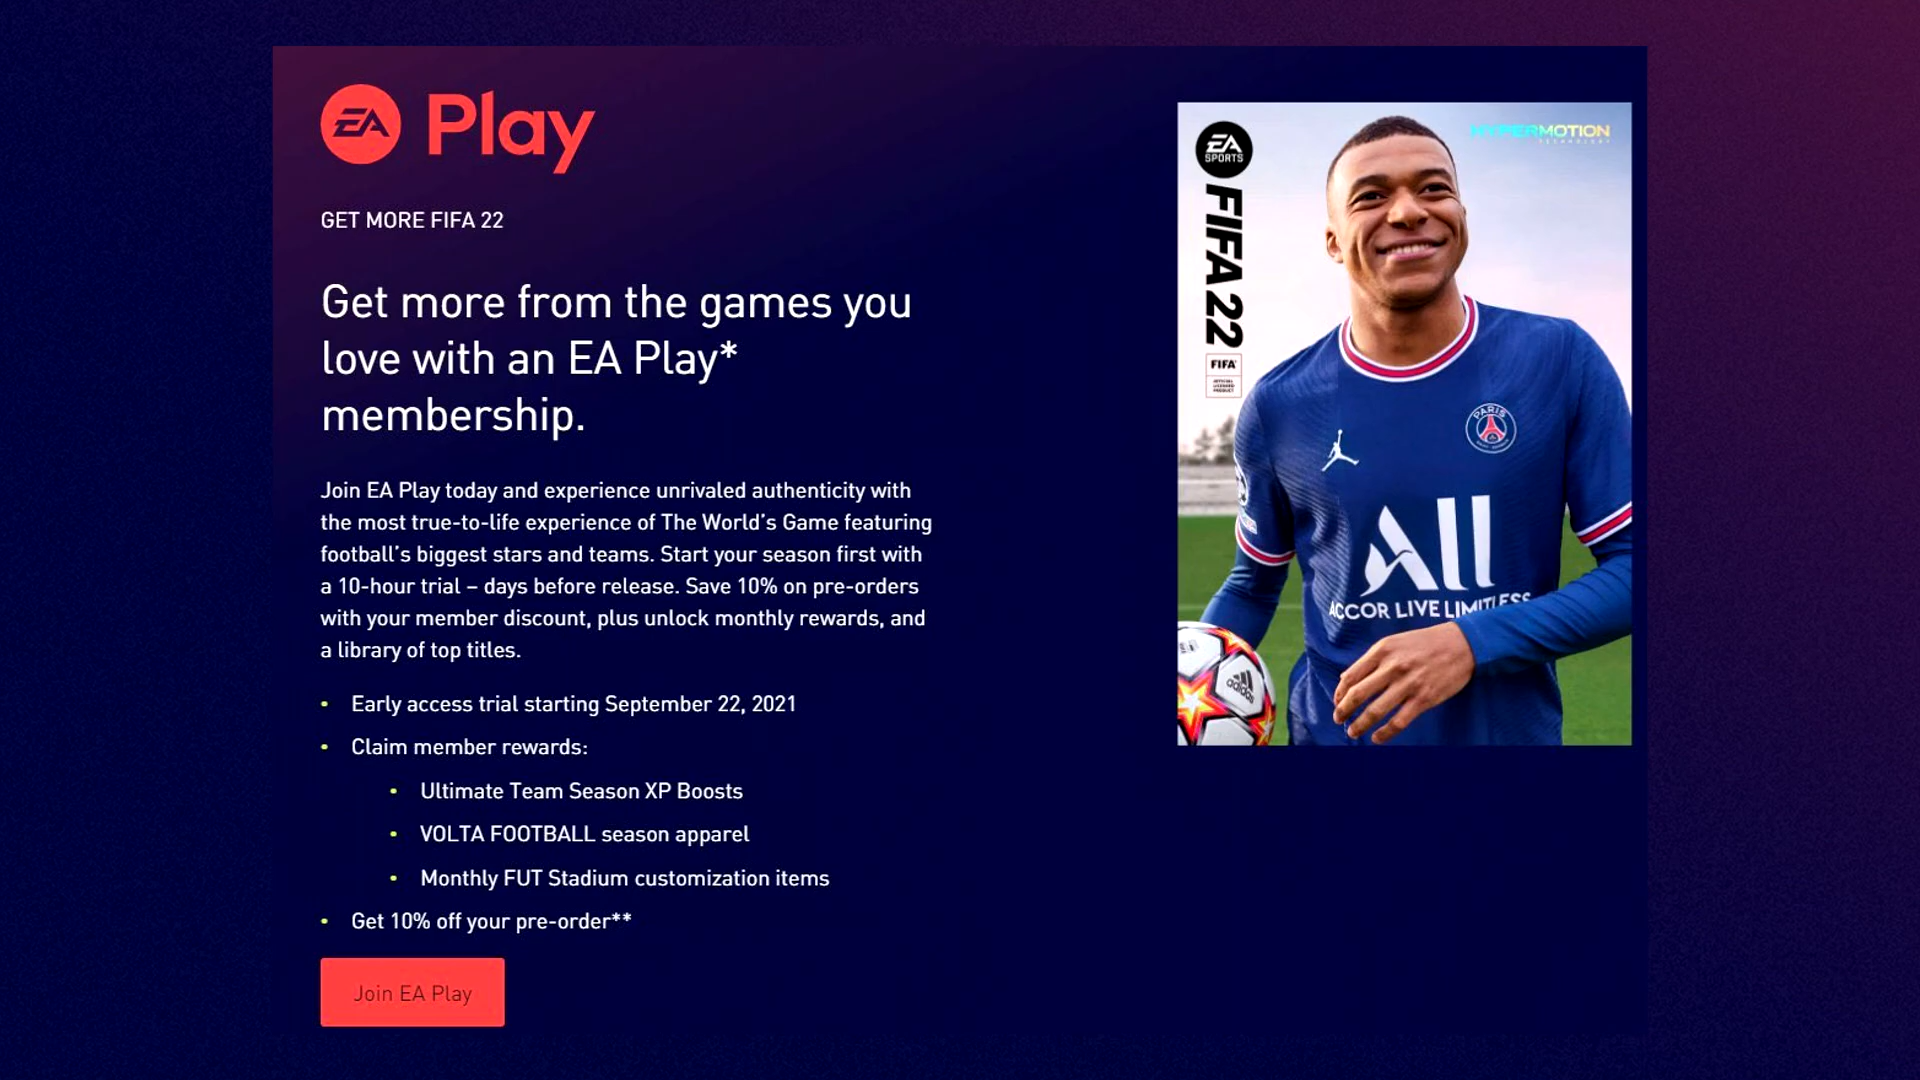 EA Play
GET MORE FIFA 22
Get more from the games you
love with an EA Play*
membership.
Join EA Play today and experience unrivaled authenticity with
the most true-to-life experience of The World's Game featuring
football's biggest stars and teams. Start your season first with
a 10-hour trial – days before release. Save 10% on pre-orders
with your member discount, plus unlock monthly rewards, and
a library of top titles.
• Early access trial starting September 22, 2021
• Claim member rewards:
• Ultimate Team Season XP Boosts
• VOLTA FOOTBALL season apparel
• Monthly FUT Stadium customization items
• Get 10% off your pre-order**
Join EA Play
EA
SPORTS
FIFA 22
FIFA
OFFICIAL
LICENSED
PRODUCT
HYPERMOTION
TECHNOLOGY
PARIS
All
ACCOR LIVE LIMITLESS
adidas